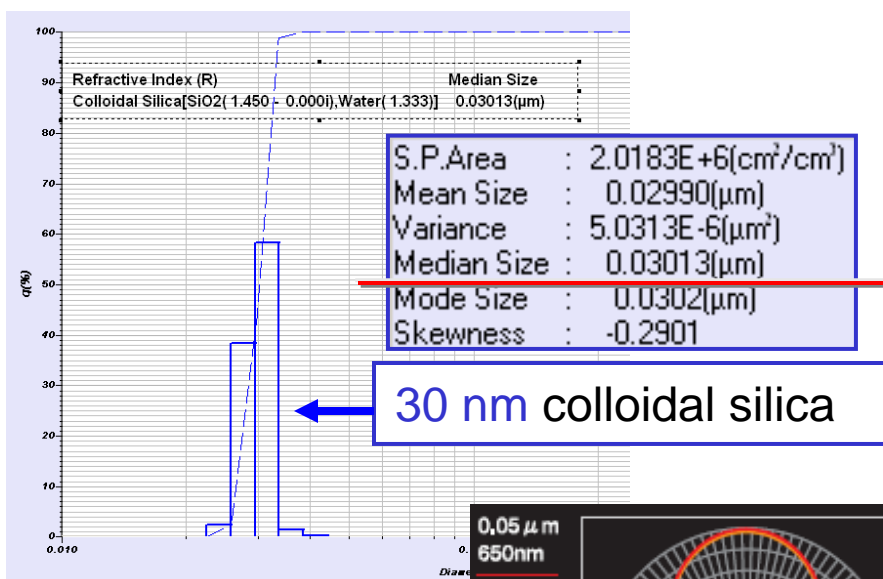 100
90
Refractive Index (R) Median Size
Colloidal Silica[SiO2( 1.450 - 0.000i),Water( 1.333)] 0.03013(µm)
80
S.P.Area : 2.0183E+6(cm²/cm³)
Mean Size : 0.02990(µm)
Variance : 5.0313E-6(µm²)
Median Size : 0.03013(µm)
Mode Size : 0.0302(µm)
Skewness : -0.2901
70
60
q(%)
50
40
30
30 nm colloidal silica
20
10
0
0.010
0.05 µm
650nm